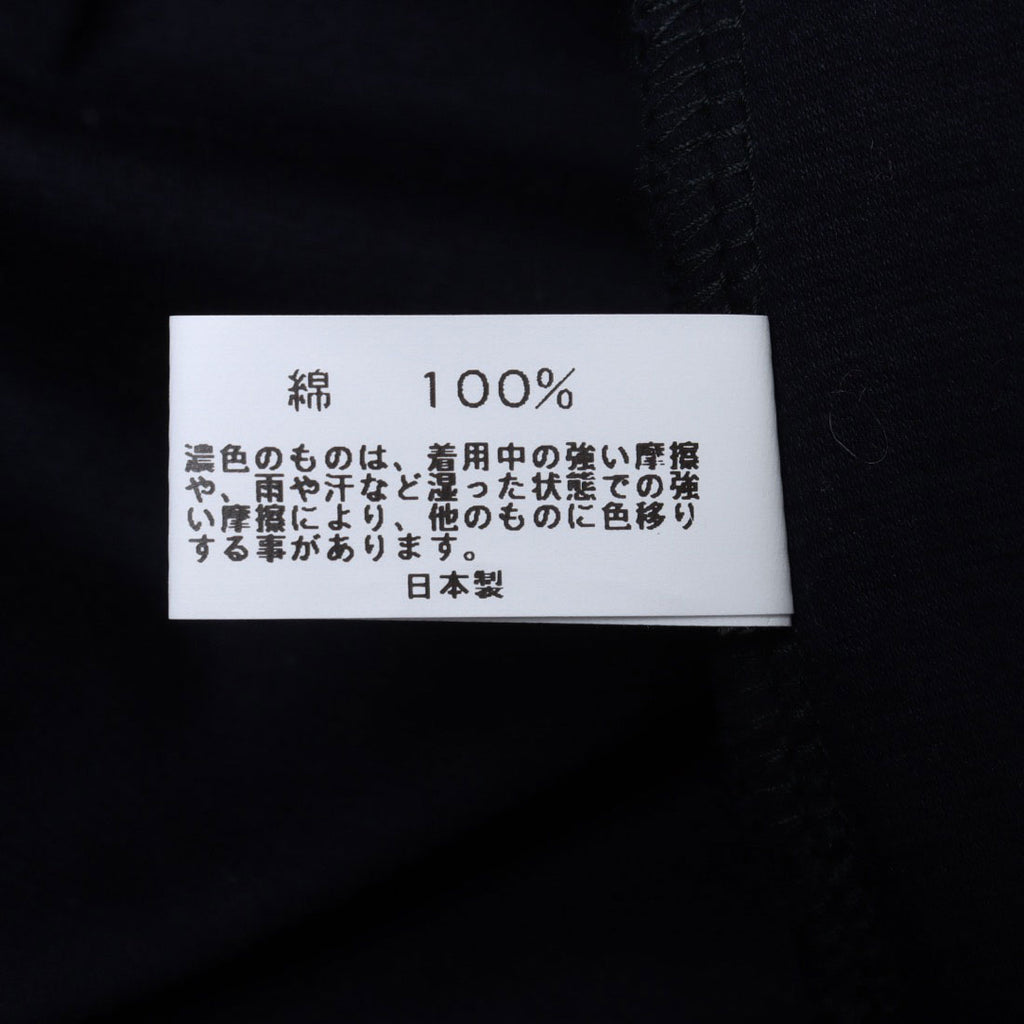 綿 100%
濃色のものは、着用中の強い摩擦
や、雨や汗など湿った状態での強
い摩擦により、他のものに色移り
する事があります。
日本製